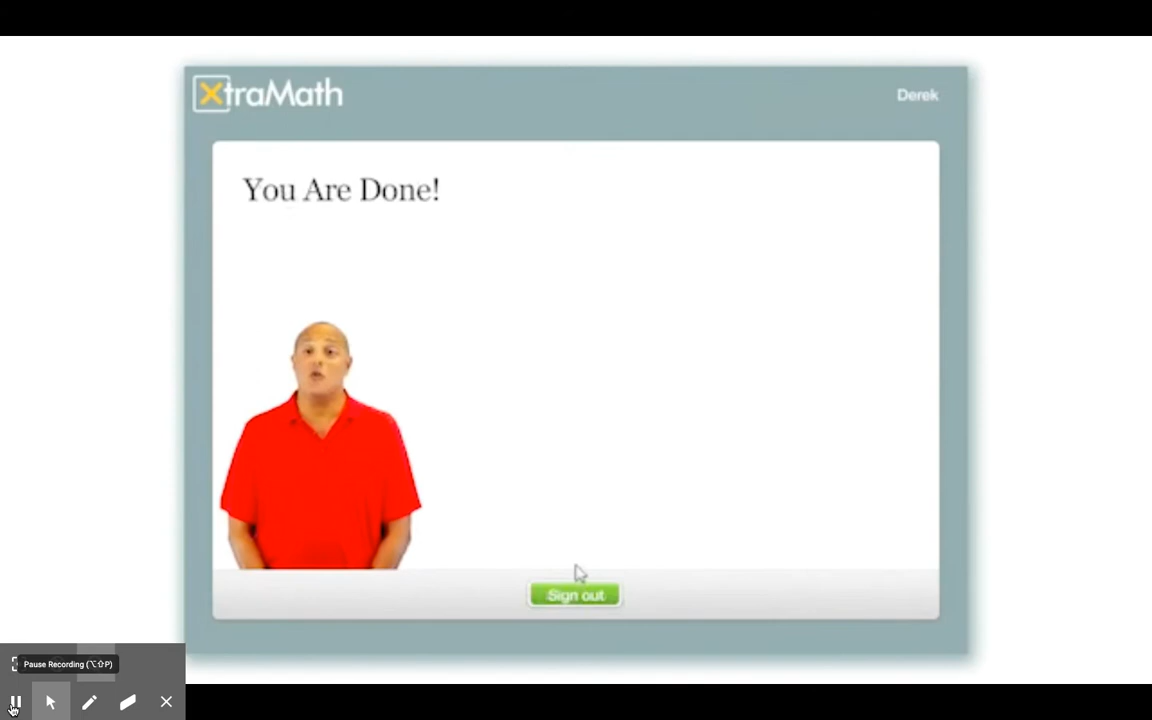 XtraMath
Derek
You Are Done!
Sign out
Pause Recording (⌥⇧P)